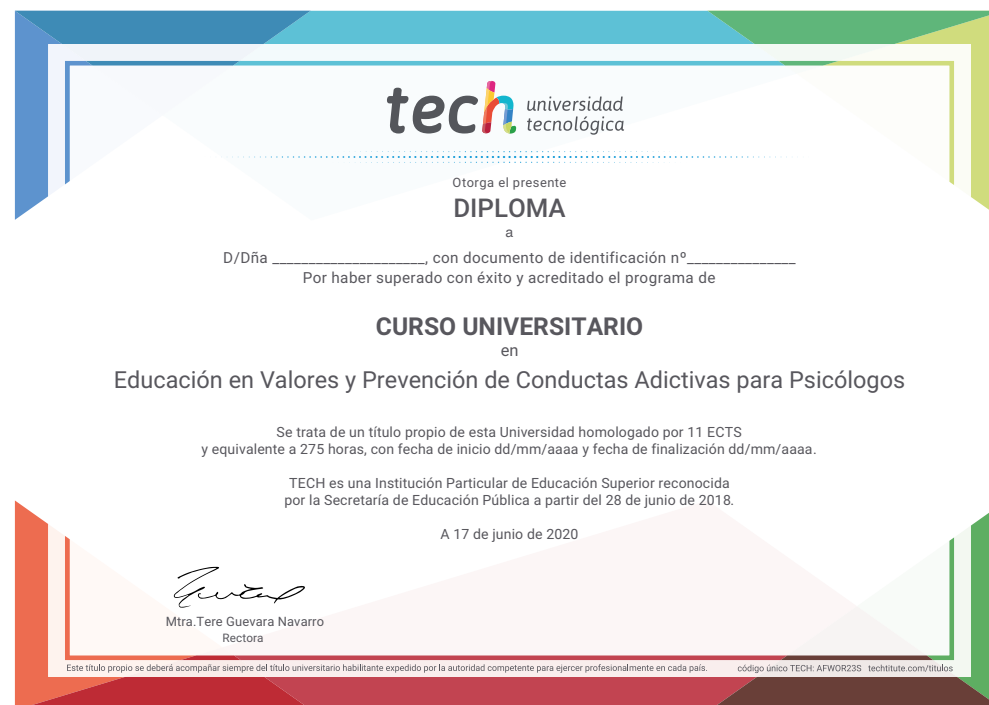 tech universidad
tecnológica
Otorga el presente
DIPLOMA
a
D/Dña ______________________, con documento de identificación nº_______________
Por haber superado con éxito y acreditado el programa de
CURSO UNIVERSITARIO
en
Educación en Valores y Prevención de Conductas Adictivas para Psicólogos
Se trata de un título propio de esta Universidad homologado por 11 ECTS
y equivalente a 275 horas, con fecha de inicio dd/mm/aaaa y fecha de finalización dd/mm/aaaa.
TECH es una Institución Particular de Educación Superior reconocida
por la Secretaría de Educación Pública a partir del 28 de junio de 2018.
A 17 de junio de 2020
Mtra.Tere Guevara Navarro
Rectora
Este título propio se deberá acompañar siempre del título universitario habilitante expedido por la autoridad competente para ejercer profesionalmente en cada país. código único TECH: AFWOR23S techtitute.com/titulos